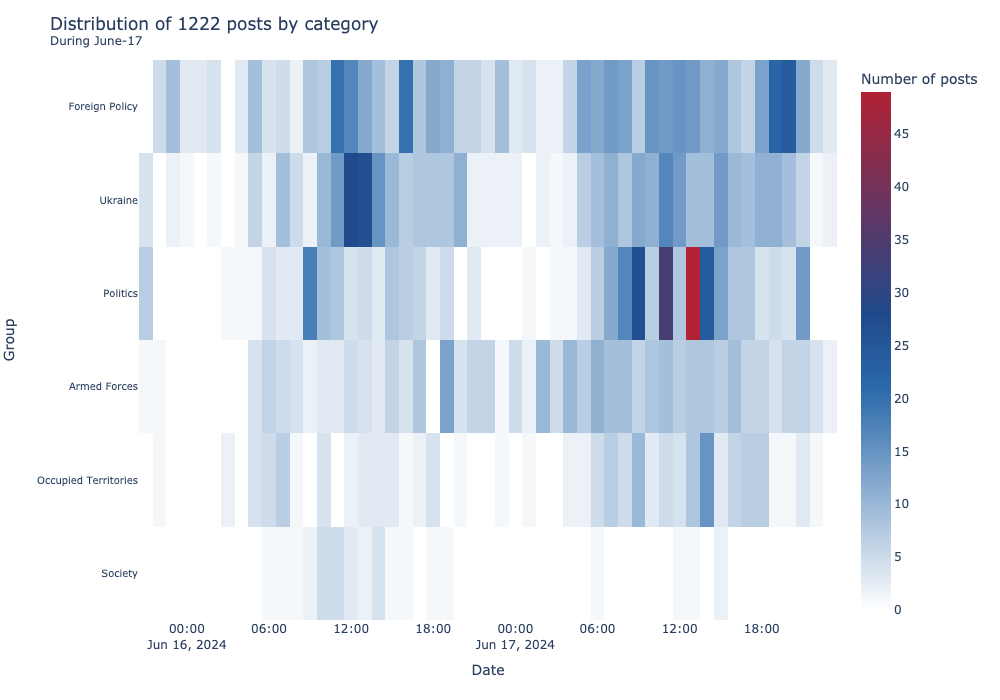 Distribution of 1222 posts by category
During June-17
Number of posts
Foreign Policy
Ukraine
Politics
Armed Forces
Occupied Territories
Society
Group
45
40
35
30
25
20
15
10
5
0
00:00 06:00 12:00 18:00 00:00 06:00 12:00 18:00
Jun 16, 2024 Jun 17, 2024
Date